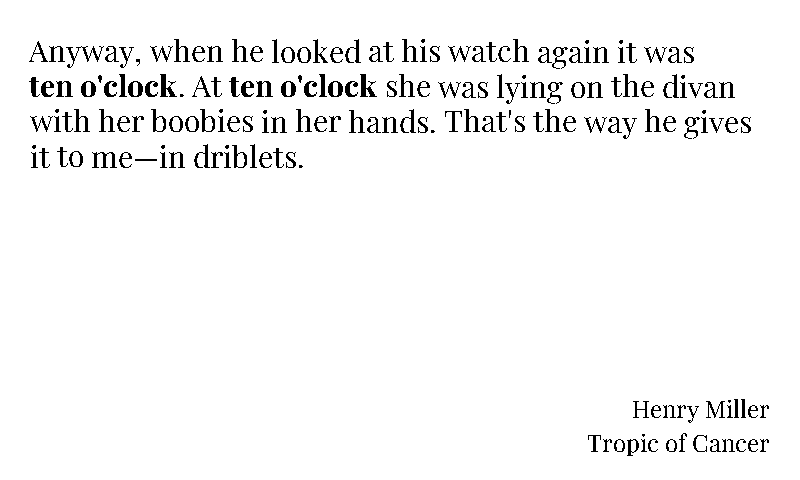 Anyway, when he looked at his watch again it was
ten o'clock. At ten o'clock she was lying on the divan
with her boobies in her hands. That's the way he gives
it to me—in driblets.
Henry Miller
Tropic of Cancer